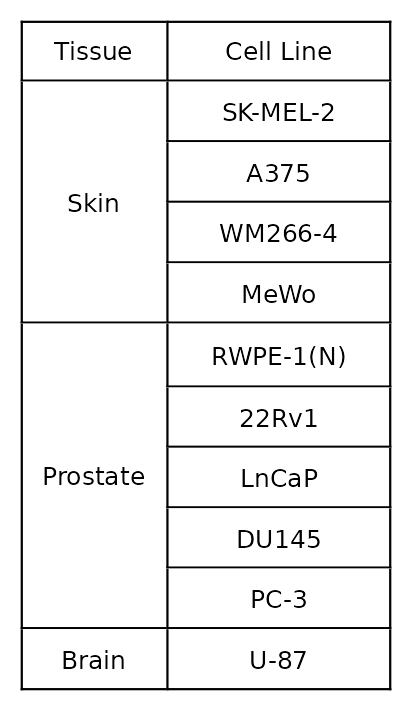 Tissue Cell Line
Skin
SK-MEL-2
A375
WM266-4
MeWo
Prostate
RWPE-1(N)
22Rv1
LnCaP
DU145
PC-3
Brain U-87